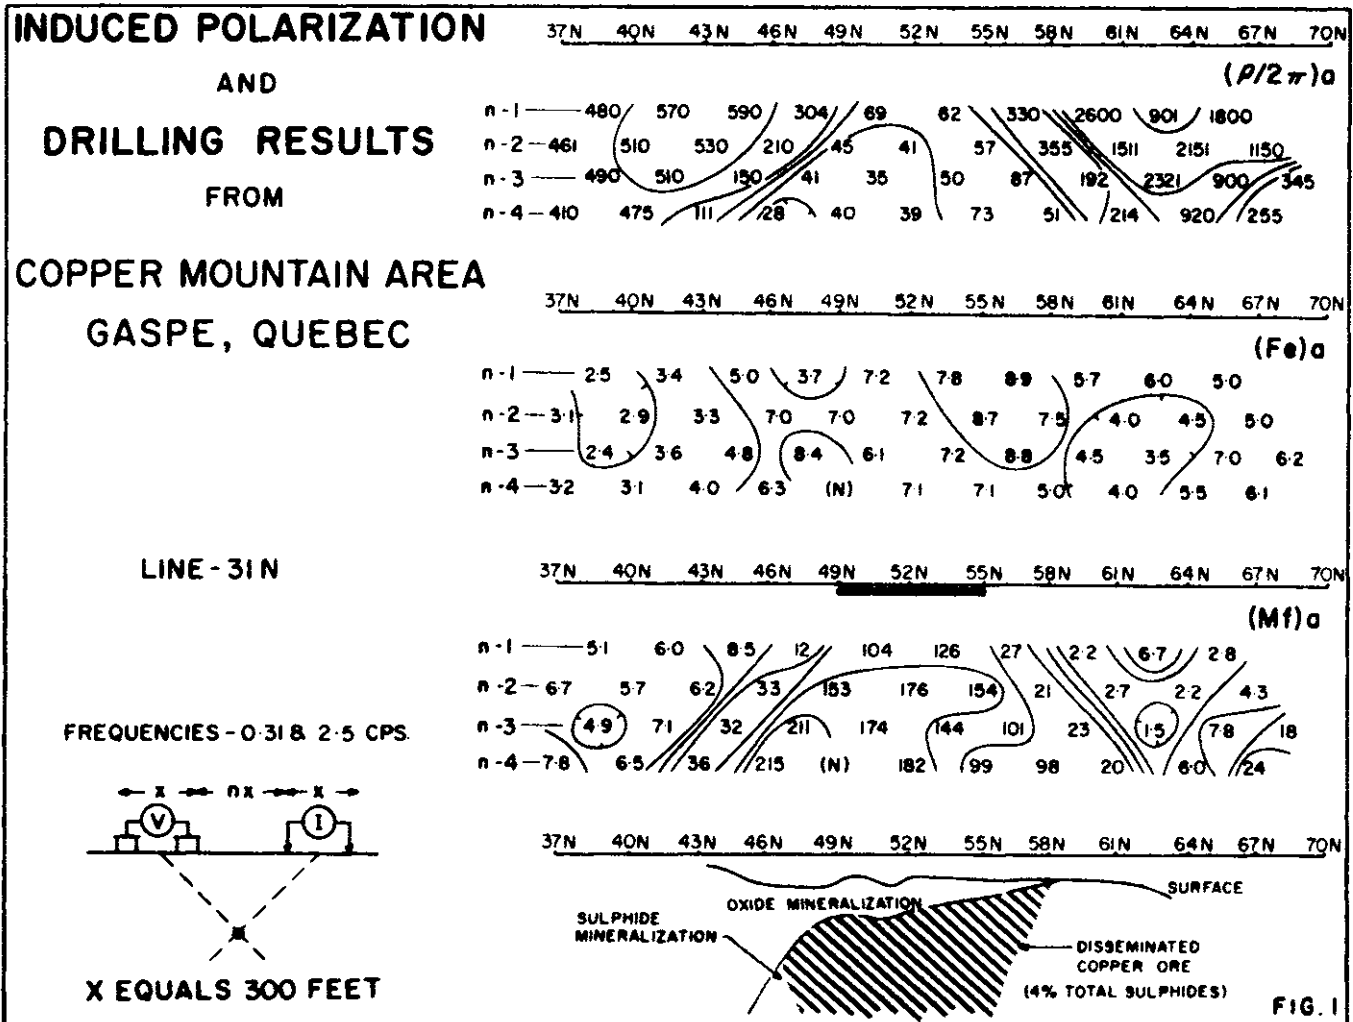 INDUCED POLARIZATION
AND
DRILLING RESULTS
FROM
COPPER MOUNTAIN AREA
GASPE, QUEBEC
LINE - 31N
FREQUENCIES - 0.31 & 2.5 CPS.
x nx x
V I
X EQUALS 300 FEET
37N 40N 43N 46N 49N 52N 55N 58N 61N 64N 67N 70N
(ρ/2π)a
n-1 480 570 590 304 69 62 330 2600 901 1800
n-2 461 510 530 210 45 41 57 355 1511 2151 1150
n-3 490 510 150 41 35 50 87 192 2321 900 345
n-4 410 475 111 28 40 39 73 51 214 920 255
37N 40N 43N 46N 49N 52N 55N 58N 61N 64N 67N 70N
(Fe)a
n-1 2.5 3.4 5.0 3.7 7.2 7.8 8.9 5.7 6.0 5.0
n-2 3.1 2.9 3.3 7.0 7.0 7.2 8.7 7.5 4.0 4.5 5.0
n-3 2.4 3.6 4.8 8.4 6.1 7.2 8.8 4.5 3.5 7.0 6.2
n-4 3.2 3.1 4.0 6.3 (N) 7.1 7.1 5.0 4.0 5.5 6.1
37N 40N 43N 46N 49N 52N 55N 58N 61N 64N 67N 70N
(Mf)a
n-1 5.1 6.0 8.5 12 104 126 27 2.2 6.7 2.8
n-2 6.7 5.7 6.2 33 153 176 154 21 2.7 2.2 4.3
n-3 4.9 7.1 32 211 174 144 101 23 1.5 7.8 18
n-4 7.8 6.5 36 215 (N) 182 99 98 20 6.0 24
37N 40N 43N 46N 49N 52N 55N 58N 61N 64N 67N 70N
SURFACE
OXIDE MINERALIZATION
SULPHIDE
MINERALIZATION
DISSEMINATED
COPPER ORE
(4% TOTAL SULPHIDES)
FIG. 1